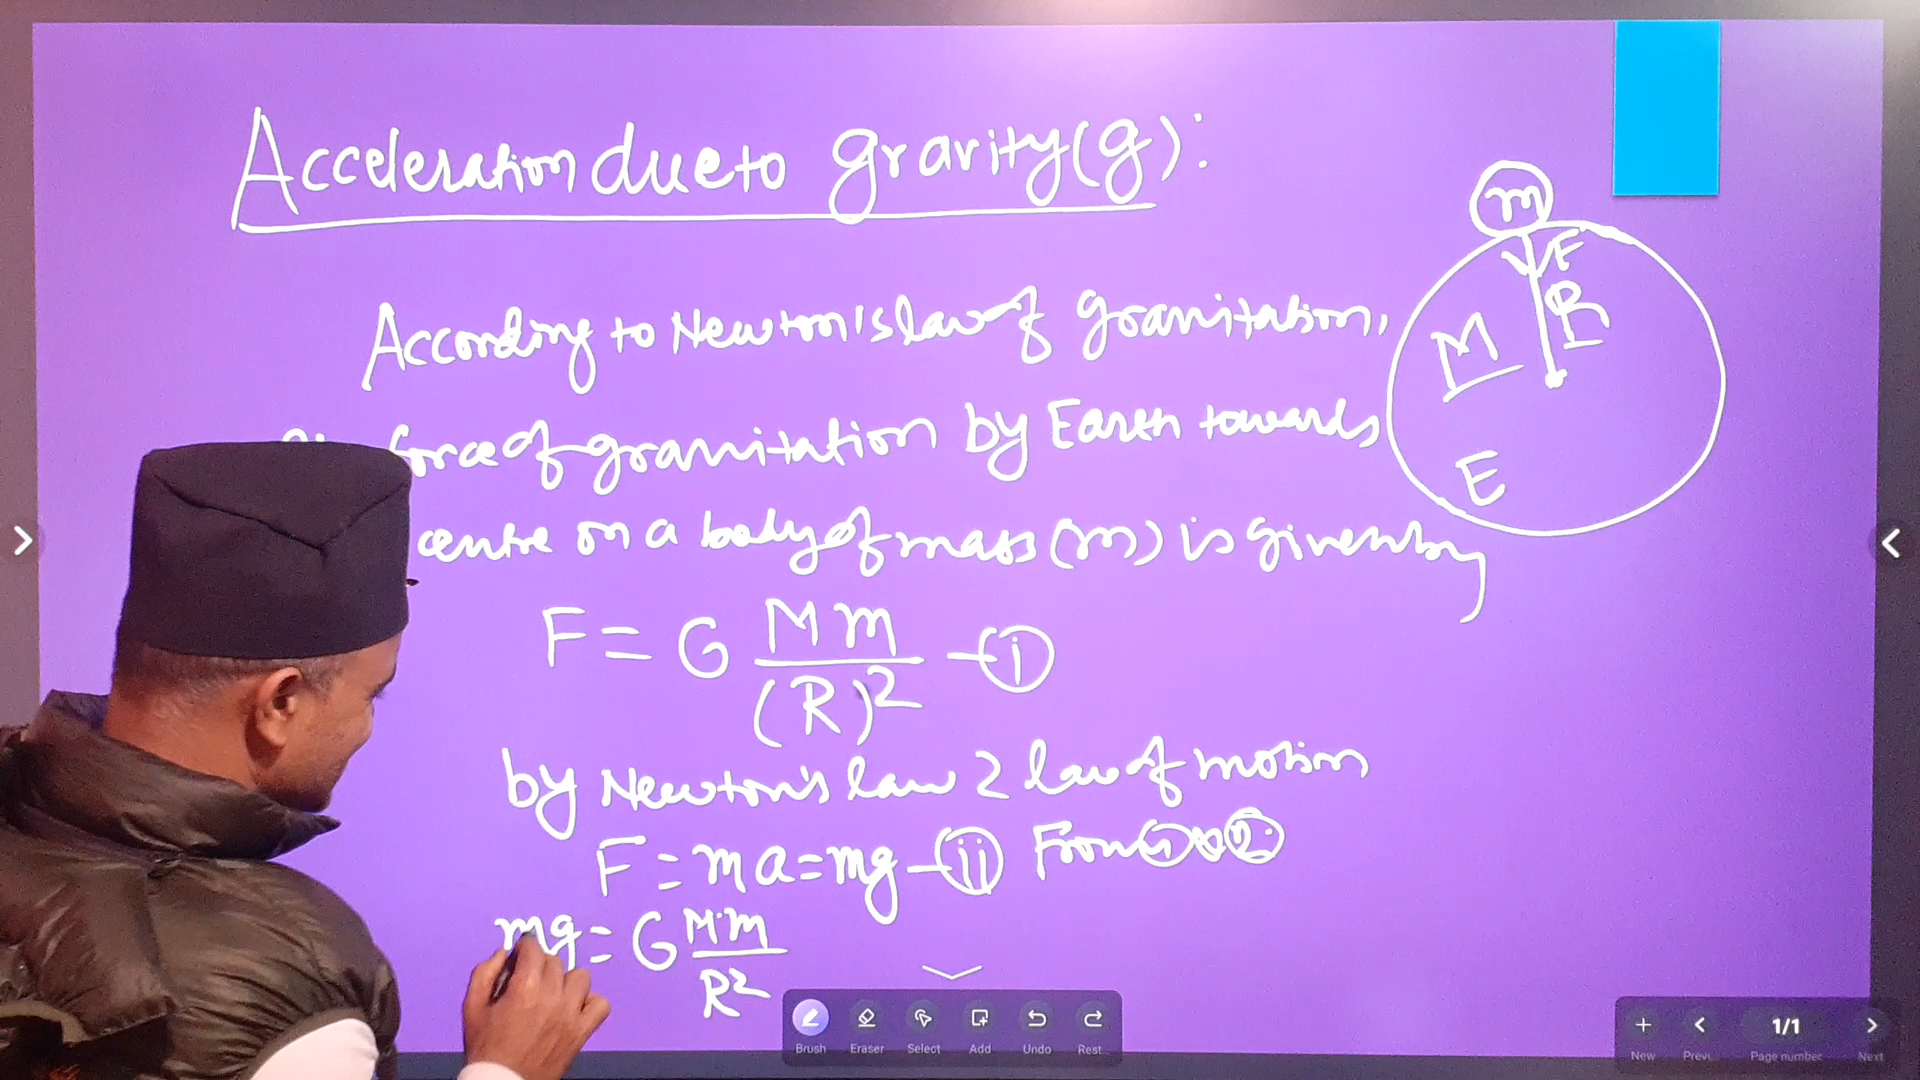 Acceleration due to gravity (g):
m
F
R
M
E
According to Newton's law of gravitation,
force of gravitation by Earth towards
centre on a body of mass (m) is given by
F = G Mm/(R)² - (i)
by Newton's law 2 law of motion
F = ma = mg - (ii) From (i) & (2)
mg = G M.m/R²
Brush Eraser Select Add Undo Rest..
New Previ... 1/1 Page number Next